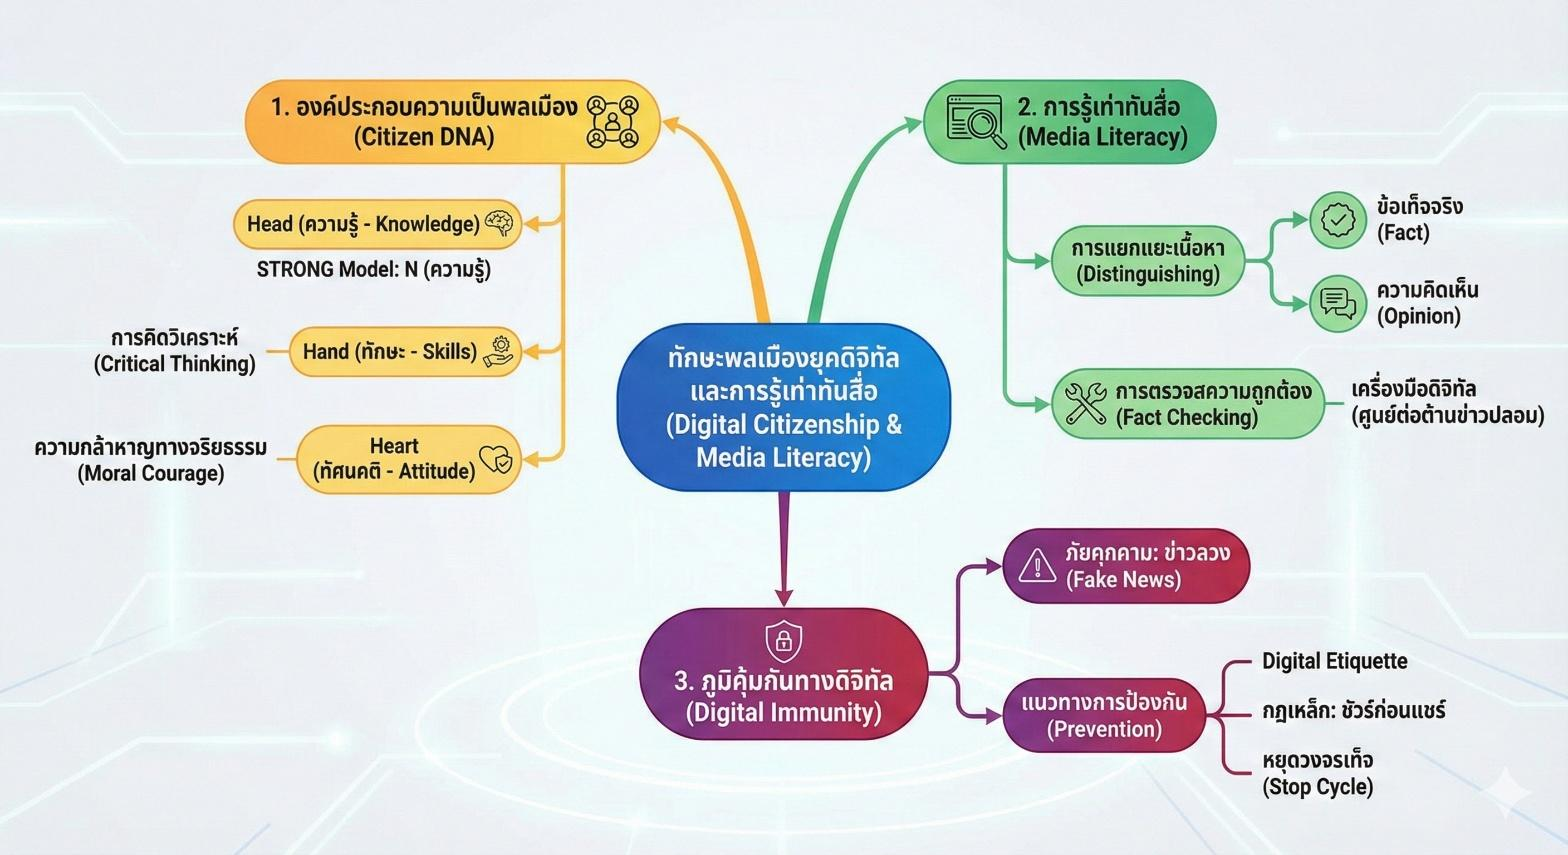 1. องค์ประกอบความเป็นพลเมือง
(Citizen DNA)
Head (ความรู้ - Knowledge)
STRONG Model: N (ความรู้)
Hand (ทักษะ - Skills)
การคิดวิเคราะห์
(Critical Thinking)
Heart
(ทัศนคติ - Attitude)
ความกล้าหาญทางจริยธรรม
(Moral Courage)
ทักษะพลเมืองยุคดิจิทัล
และการรู้เท่าทันสื่อ
(Digital Citizenship &
Media Literacy)
2. การรู้เท่าทันสื่อ
(Media Literacy)
การแยกแยะเนื้อหา
(Distinguishing)
ข้อเท็จจริง
(Fact)
ความคิดเห็น
(Opinion)
การตรวจสความถูกต้อง
(Fact Checking)
เครื่องมือดิจิทัล
(ศูนย์ต่อต้านข่าวปลอม)
3. ภูมิคุ้มกันทางดิจิทัล
(Digital Immunity)
ภัยคุกคาม: ข่าวลวง
(Fake News)
แนวทางการป้องกัน
(Prevention)
Digital Etiquette
กฎเหล็ก: ชัวร์ก่อนแชร์
หยุดวงจรเท็จ
(Stop Cycle)